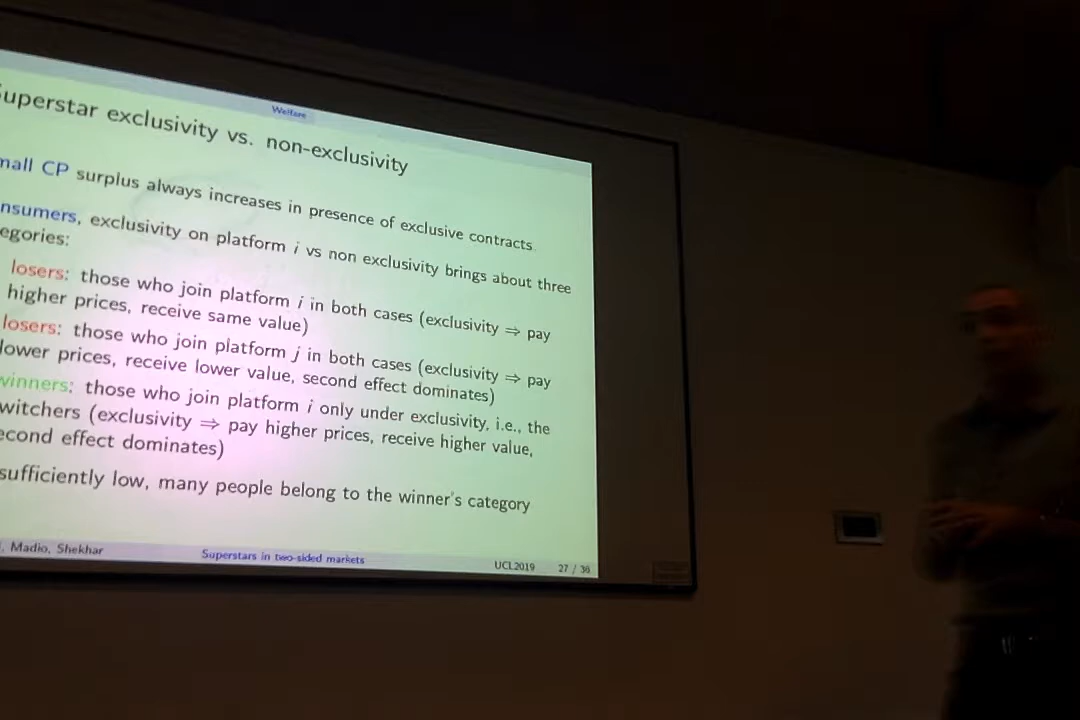 Welfare
Superstar exclusivity vs. non-exclusivity
mall CP surplus always increases in presence of exclusive contracts.
nsumers, exclusivity on platform i vs non exclusivity brings about three
egories:
losers: those who join platform i in both cases (exclusivity ⇒ pay
higher prices, receive same value)
losers: those who join platform j in both cases (exclusivity ⇒ pay
lower prices, receive lower value, second effect dominates)
winners: those who join platform i only under exclusivity, i.e., the
witchers (exclusivity ⇒ pay higher prices, receive higher value,
econd effect dominates)
sufficiently low, many people belong to the winner's category
, Madio, Shekhar
Superstars in two-sided markets
UCL2019
27 / 36